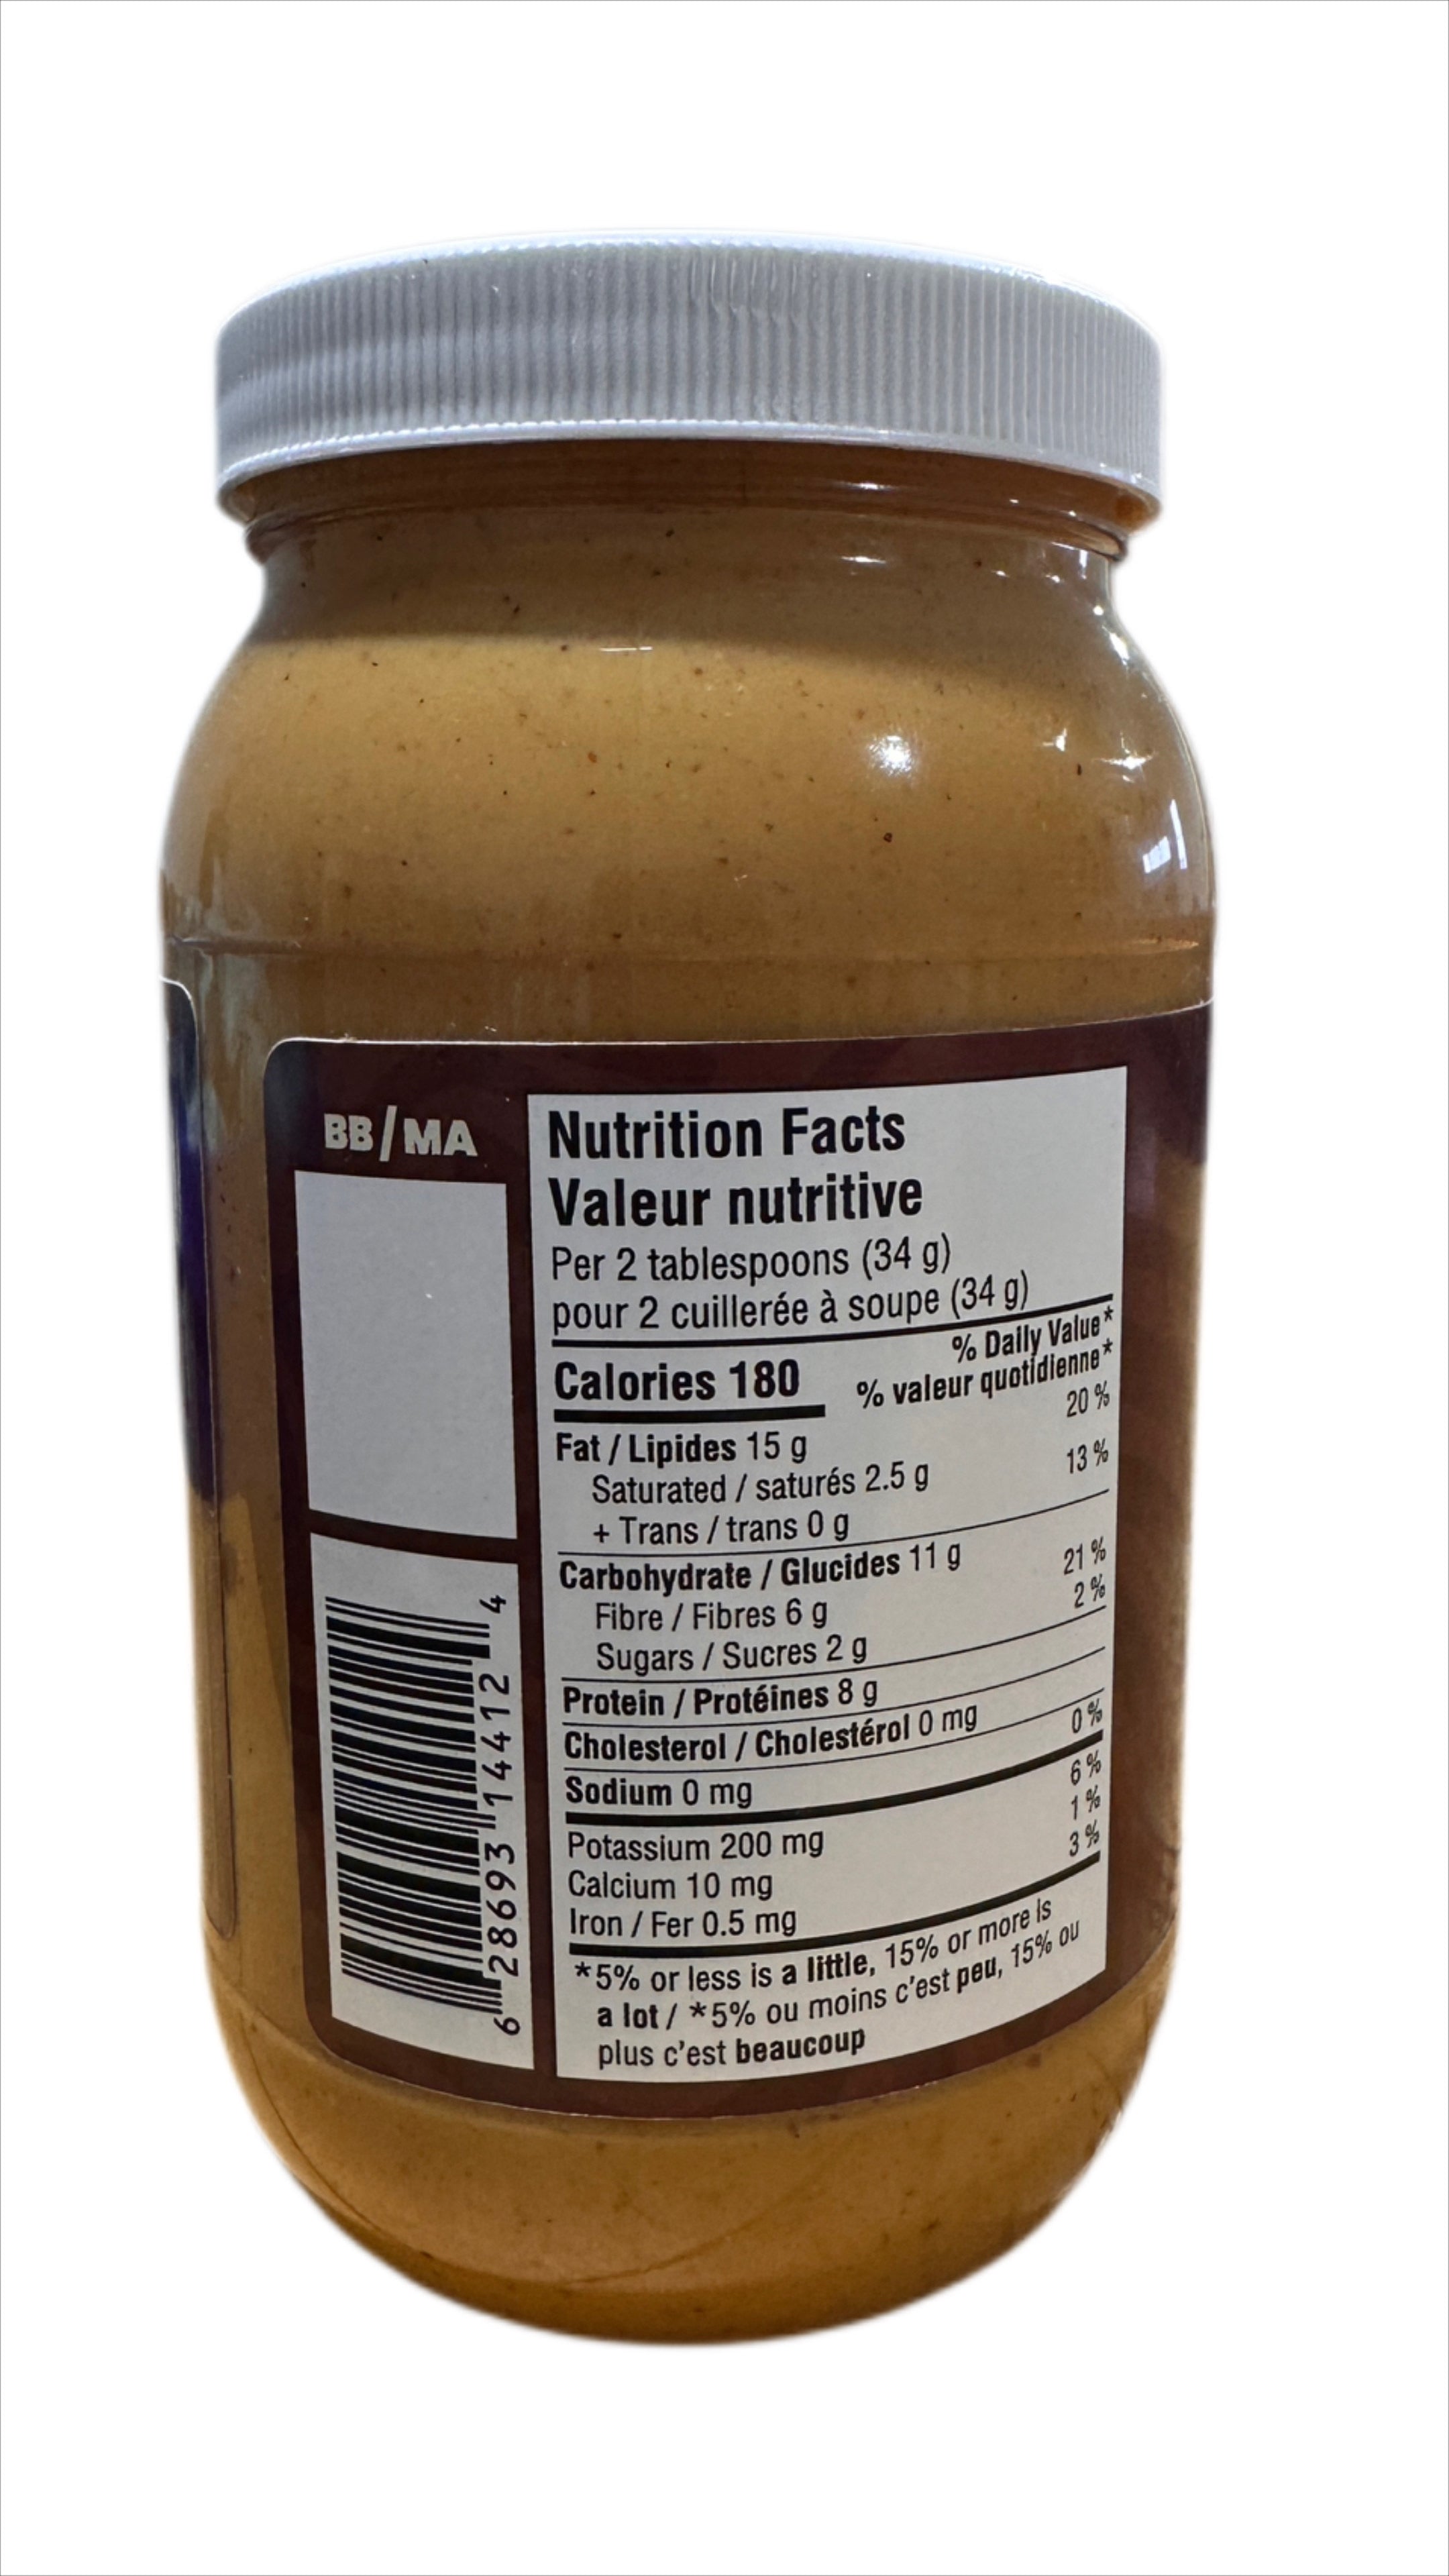 BB/MA
Nutrition Facts
Valeur nutritive
Per 2 tablespoons (34 g)
pour 2 cuillerée à soupe (34 g)
% Daily Value*
Calories 180 % valeur quotidienne*
Fat / Lipides 15 g 20 %
Saturated / saturés 2.5 g 13 %
+ Trans / trans 0 g
Carbohydrate / Glucides 11 g
Fibre / Fibres 6 g 21 %
Sugars / Sucres 2 g 2 %
Protein / Protéines 8 g
Cholesterol / Cholestérol 0 mg
Sodium 0 mg 0 %
Potassium 200 mg 6 %
Calcium 10 mg 1 %
Iron / Fer 0.5 mg 3 %
*5% or less is a little, 15% or more is
a lot / *5% ou moins c'est peu, 15% ou
plus c'est beaucoup
6 28693 14412 4